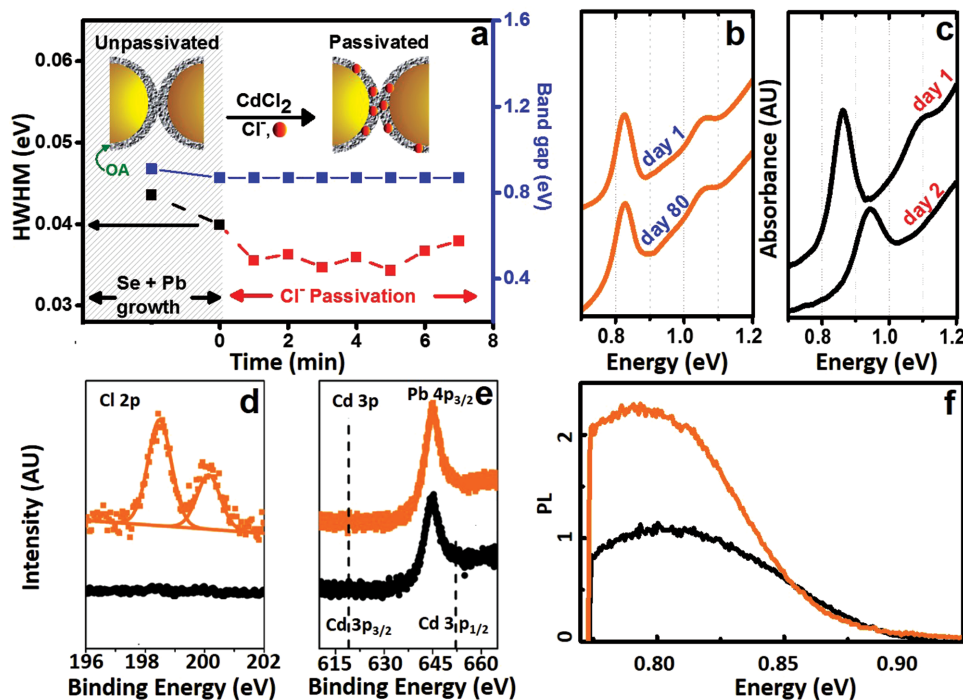 a
Unpassivated
Passivated
CdCl2
Cl-,
OA
HWHM (eV)
0.06
0.05
0.04
0.03
Band gap (eV)
1.6
1.2
0.8
0.4
Se + Pb
growth
Cl- Passivation
0 2 4 6 8
Time (min)
b
day 1
day 80
0.8 1.0 1.2
Energy (eV)
c
Absorbance (AU)
day 1
day 2
0.8 0.9 1.0 1.1 1.2
Energy (eV)
d
Cl 2p
Intensity (AU)
196 198 200 202
Binding Energy (eV)
e
Cd 3p
Pb 4p3/2
Cd 3p3/2
Cd 3p1/2
615 630 645 660
Binding Energy (eV)
f
PL
2
1
0
0.80 0.85 0.90
Energy (eV)